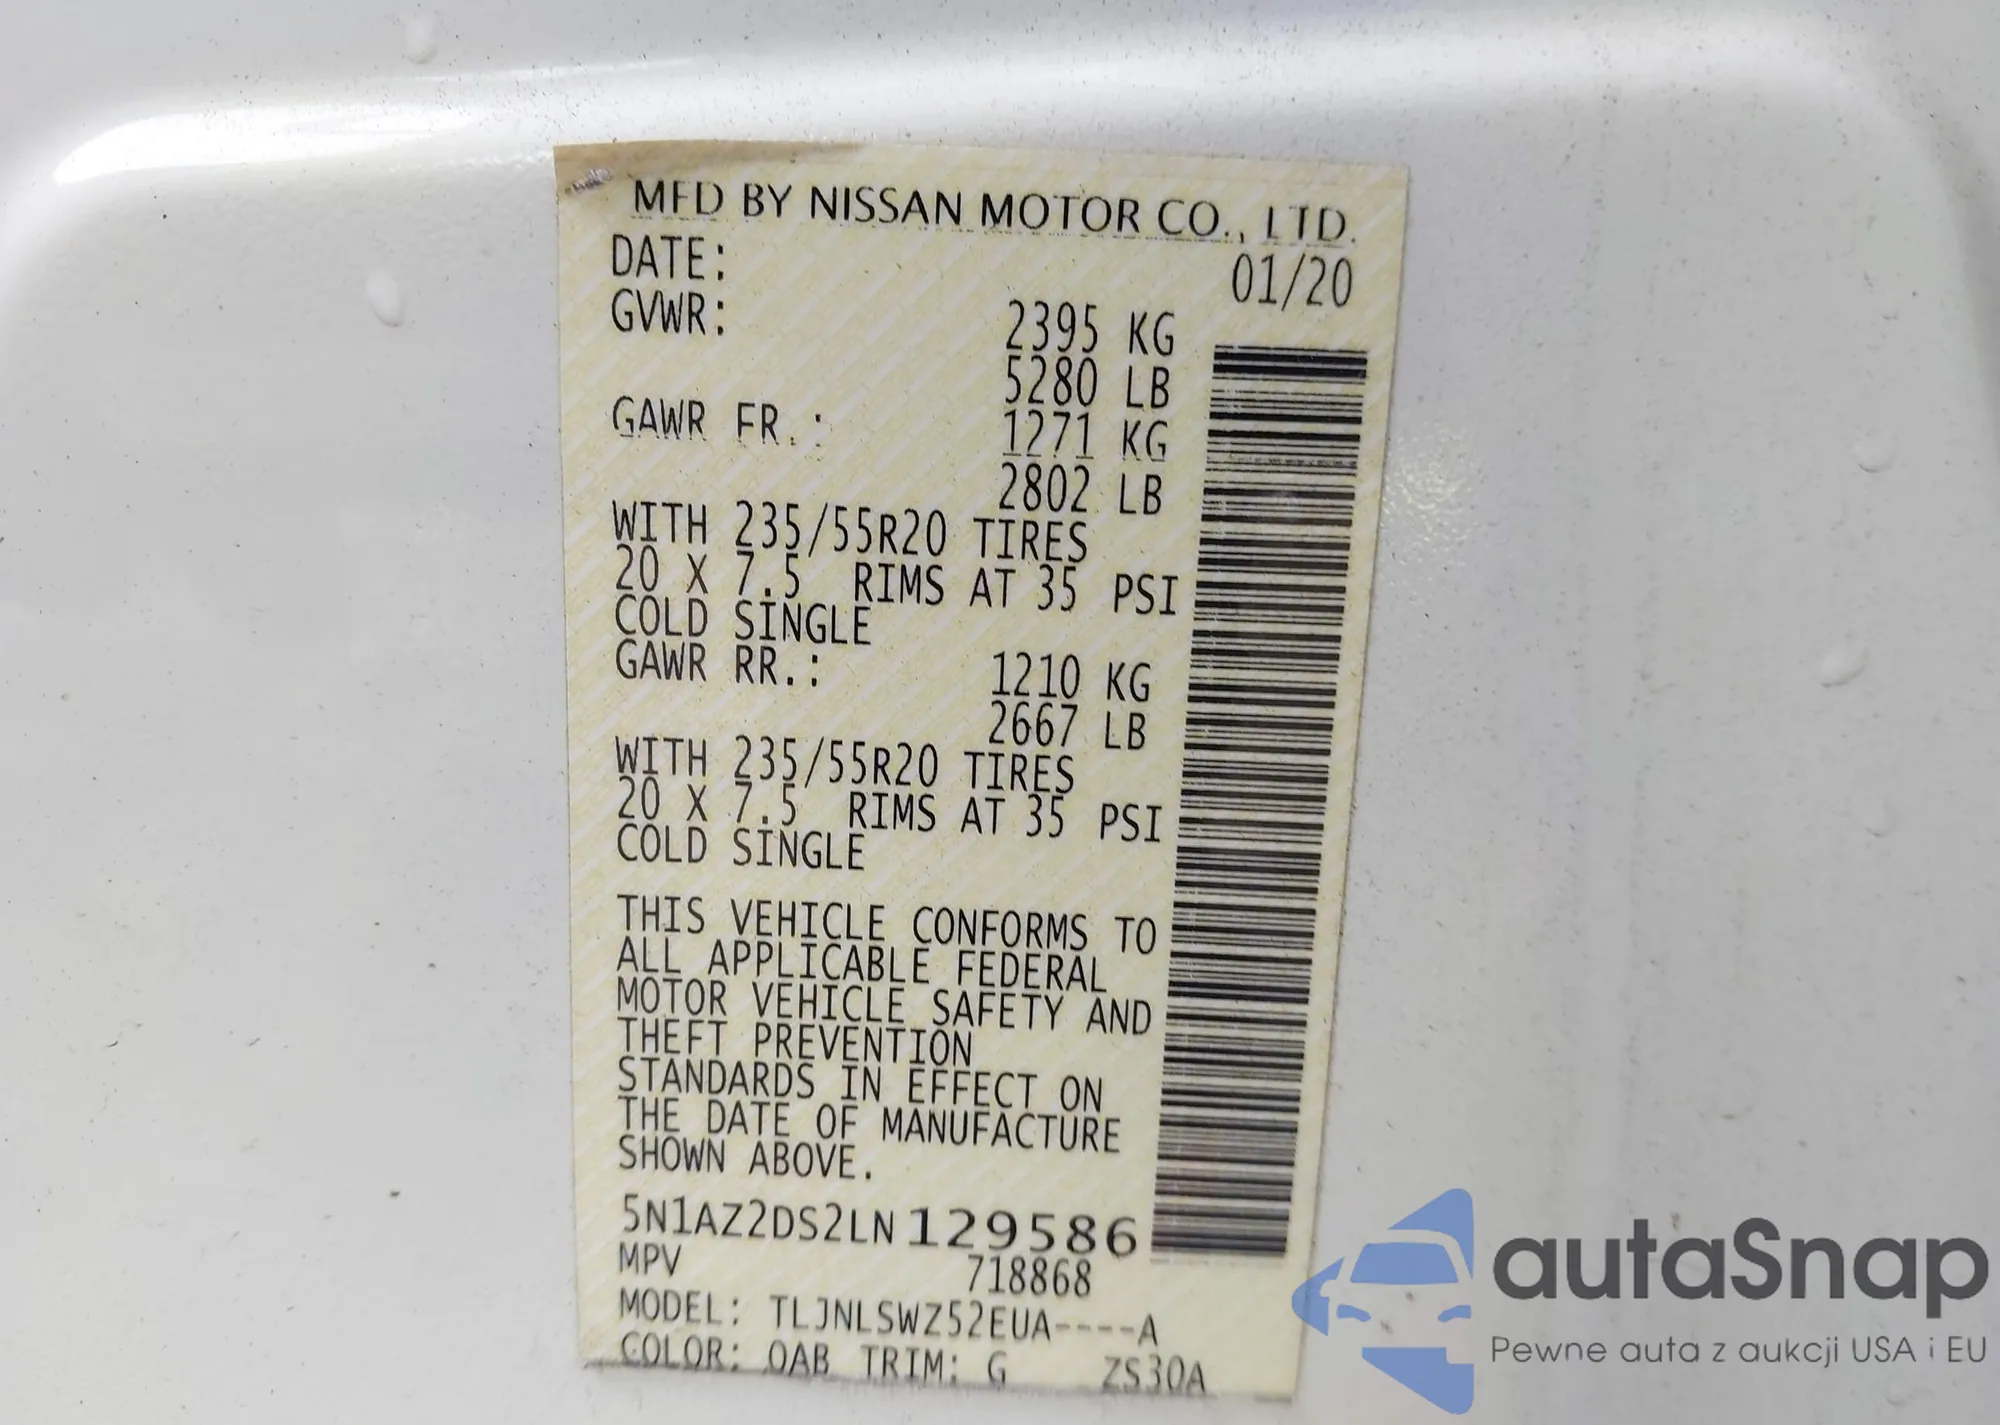 MFD BY NISSAN MOTOR CO., LTD.
DATE: 01/20
GVWR: 2395 KG
5280 LB
GAWR FR.: 1271 KG
2802 LB
WITH 235/55R20 TIRES
20 X 7.5 RIMS AT 35 PSI
COLD SINGLE
GAWR RR.: 1210 KG
2667 LB
WITH 235/55R20 TIRES
20 X 7.5 RIMS AT 35 PSI
COLD SINGLE
THIS VEHICLE CONFORMS TO
ALL APPLICABLE FEDERAL
MOTOR VEHICLE SAFETY AND
THEFT PREVENTION
STANDARDS IN EFFECT ON
THE DATE OF MANUFACTURE
SHOWN ABOVE.
5N1AZ2DS2LN129586
MPV 718868
MODEL: TLJNLSWZ52EUA----A
COLOR: QAB TRIM: G ZS30A
autaSnap
Pewne auta z aukcji USA i EU